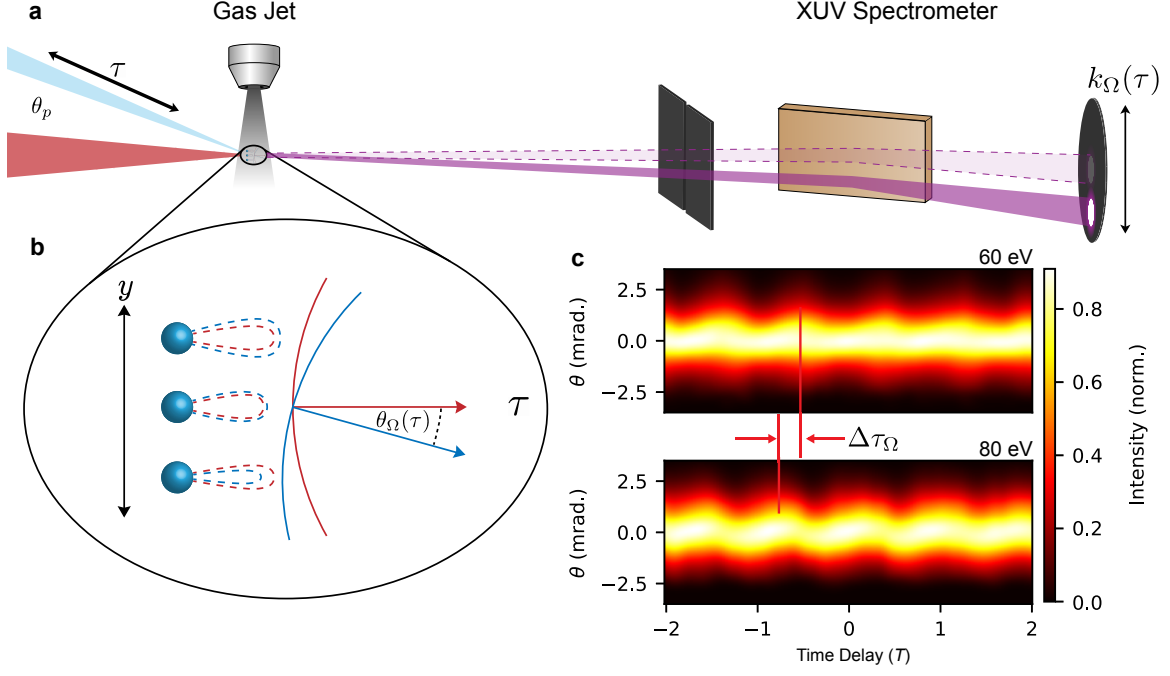 Gas Jet
XUV Spectrometer
a
τ
θp
kΩ(τ)
b
y
θΩ(τ)
τ
c
60 eV
θ (mrad.)
2.5
0.0
−2.5
ΔτΩ
80 eV
θ (mrad.)
2.5
0.0
−2.5
−2 −1 0 1 2
Time Delay (T)
0.8
0.6
0.4
0.2
0.0
Intensity (norm.)